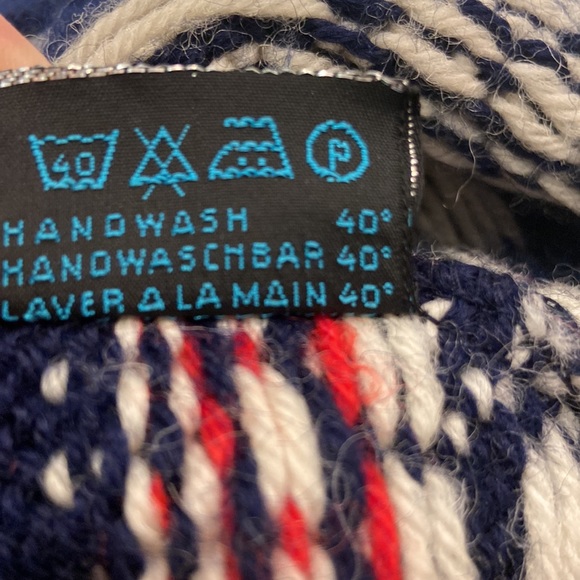 40 P
HANDWASH 40°
HANDWASCHBAR 40°
LAVER A LA MAIN 40°